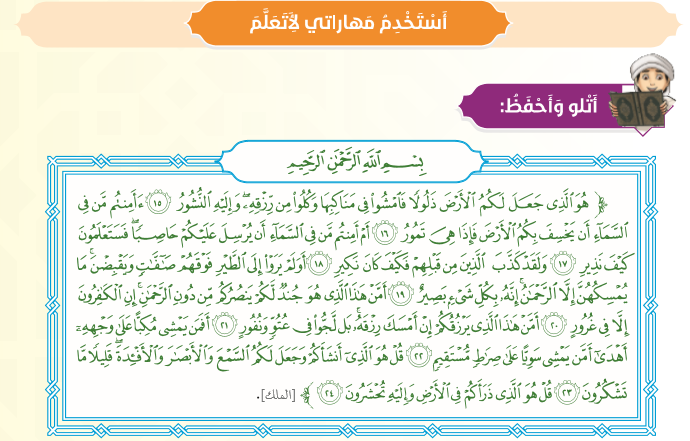 أَسْتَخْدِمُ مَهاراتي لِأَتَعَلَّمَ
أَتْلو وَأَحْفَظُ:
بِسْمِ ٱللَّهِ ٱلرَّحْمَٰنِ ٱلرَّحِيمِ
﴿ هُوَ ٱلَّذِى جَعَلَ لَكُمُ ٱلْأَرْضَ ذَلُولًا فَٱمْشُوا۟ فِى مَنَاكِبِهَا وَكُلُوا۟ مِن رِّزْقِهِۦ ۖ وَإِلَيْهِ ٱلنُّشُورُ ١٥ ءَأَمِنتُم مَّن فِى
ٱلسَّمَآءِ أَن يَخْسِفَ بِكُمُ ٱلْأَرْضَ فَإِذَا هِىَ تَمُورُ ١٦ أَمْ أَمِنتُم مَّن فِى ٱلسَّمَآءِ أَن يُرْسِلَ عَلَيْكُمْ حَاصِبًا ۖ فَسَتَعْلَمُونَ
كَيْفَ نَذِيرِ ١٧ وَلَقَدْ كَذَّبَ ٱلَّذِينَ مِن قَبْلِهِمْ فَكَيْفَ كَانَ نَكِيرِ ١٨ أَوَلَمْ يَرَوْا۟ إِلَى ٱلطَّيْرِ فَوْقَهُمْ صَٰٓفَّٰتٍ وَيَقْبِضْنَ ۚ مَا
يُمْسِكُهُنَّ إِلَّا ٱلرَّحْمَٰنُ ۚ إِنَّهُۥ بِكُلِّ شَىْءٍۭ بَصِيرٌ ١٩ أَمَّنْ هَٰذَا ٱلَّذِى هُوَ جُندٌ لَّكُمْ يَنصُرُكُم مِّن دُونِ ٱلرَّحْمَٰنِ ۚ إِنِ ٱلْكَٰفِرُونَ
إِلَّا فِى غُرُورٍ ٢٠ أَمَّنْ هَٰذَا ٱلَّذِى يَرْزُقُكُمْ إِنْ أَمْسَكَ رِزْقَهُۥ ۚ بَل لَّجُّوا۟ فِى عُتُوٍّ وَنُفُورٍ ٢١ أَفَمَن يَمْشِى مُكِبًّا عَلَىٰ وَجْهِهِۦٓ
أَهْدَىٰٓ أَمَّن يَمْشِى سَوِيًّا عَلَىٰ صِرَٰطٍ مُّسْتَقِيمٍ ٢٢ قُلْ هُوَ ٱلَّذِىٓ أَنشَأَكُمْ وَجَعَلَ لَكُمُ ٱلسَّمْعَ وَٱلْأَبْصَٰرَ وَٱلْأَفْـِٔدَةَ ۖ قَلِيلًا مَّا
تَشْكُرُونَ ٢٣ قُلْ هُوَ ٱلَّذِى ذَرَأَكُمْ فِى ٱلْأَرْضِ وَإِلَيْهِ تُحْشَرُونَ ٢٤ ﴾ [الملك].